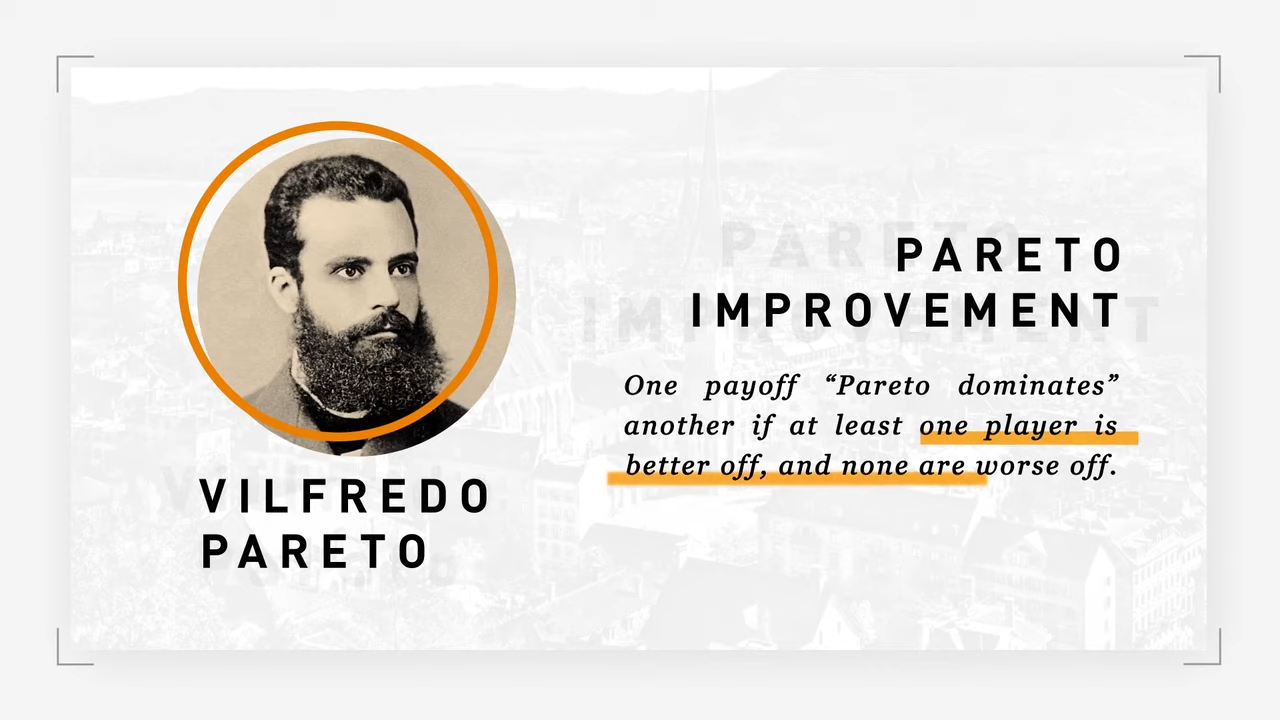 VILFREDO
PARETO
PARETO
IMPROVEMENT
One payoff “Pareto dominates”
another if at least one player is
better off, and none are worse off.